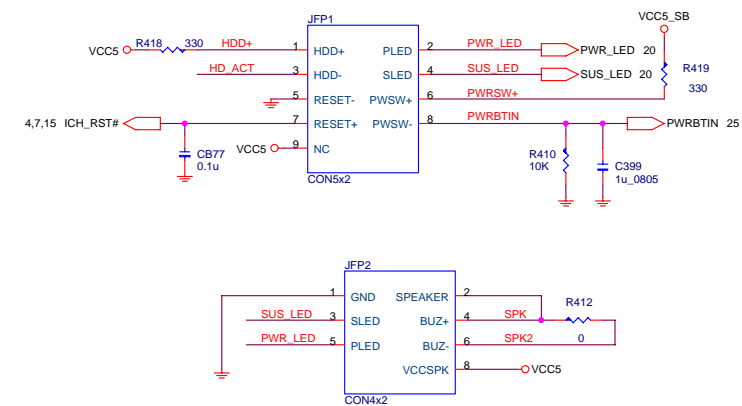 VCC5_SB
JFP1
VCC5 R418 330 HDD+ 1 HDD+ PLED 2 PWR_LED PWR_LED 20
HD_ACT 3 HDD- SLED 4 SUS_LED SUS_LED 20 R419
330
5 RESET- PWSW+ 6 PWRSW+
4,7,15 ICH_RST# 7 RESET+ PWSW- 8 PWRBTIN PWRBTIN 25
VCC5 9 NC
CB77
0.1u
R410
10K
C399
1u_0805
CON5x2
JFP2
1 GND SPEAKER 2
R412
SUS_LED 3 SLED BUZ+ 4 SPK
PWR_LED 5 PLED BUZ- 6 SPK2 0
VCCSPK 8 VCC5
CON4x2